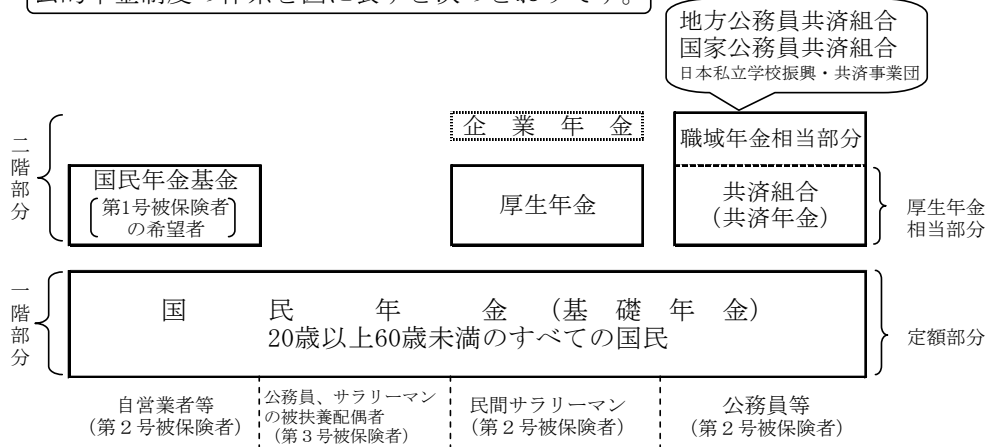 公的年金制度の体系を図に表すと次のとおりです。
地方公務員共済組合
国家公務員共済組合
日本私立学校振興・共済事業団
二階部分
企業年金
職域年金相当部分
国民年金基金
第1号被保険者
の希望者
厚生年金
共済組合
（共済年金）
厚生年金
相当部分
一階部分
国民年金（基礎年金）
20歳以上60歳未満のすべての国民
定額部分
自営業者等
（第２号被保険者）
公務員、サラリーマン
の被扶養配偶者
（第３号被保険者）
民間サラリーマン
（第２号被保険者）
公務員等
（第２号被保険者）